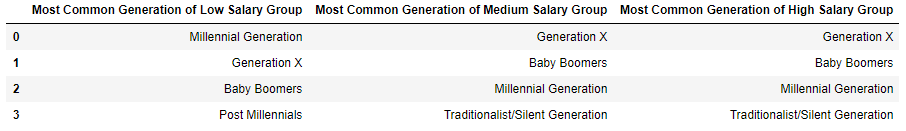 Most Common Generation of Low Salary Group Most Common Generation of Medium Salary Group Most Common Generation of High Salary Group
0 Millennial Generation Generation X Generation X
1 Generation X Baby Boomers Baby Boomers
2 Baby Boomers Millennial Generation Millennial Generation
3 Post Millennials Traditionalist/Silent Generation Traditionalist/Silent Generation